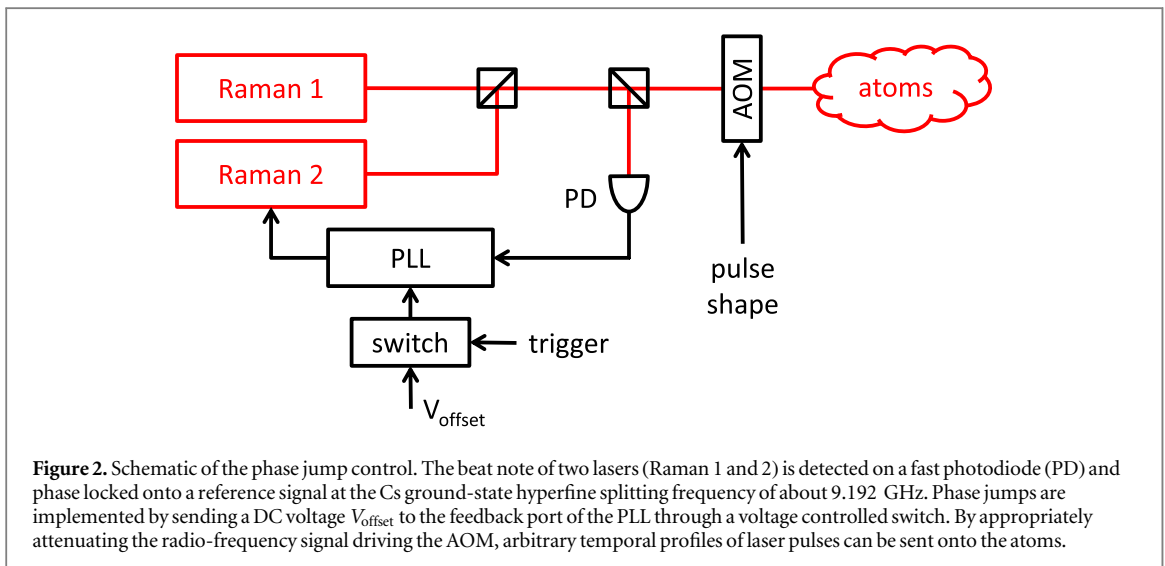 Raman 1
AOM
atoms
Raman 2
PD
PLL
pulse
shape
switch
trigger
Voffset
Figure 2. Schematic of the phase jump control. The beat note of two lasers (Raman 1 and 2) is detected on a fast photodiode (PD) and
phase locked onto a reference signal at the Cs ground-state hyperfine splitting frequency of about 9.192 GHz. Phase jumps are
implemented by sending a DC voltage Voffset to the feedback port of the PLL through a voltage controlled switch. By appropriately
attenuating the radio-frequency signal driving the AOM, arbitrary temporal profiles of laser pulses can be sent onto the atoms.